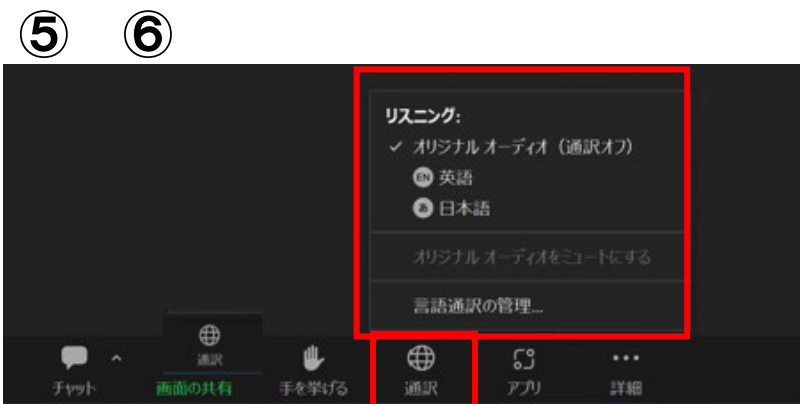 ⑤ ⑥
リスニング:
✓ オリジナル オーディオ（通訳オフ）
EN 英語
あ 日本語
オリジナル オーディオをミュートにする
言語通訳の管理...
通訳
チャット 画面の共有 手を挙げる 通訳 アプリ 詳細